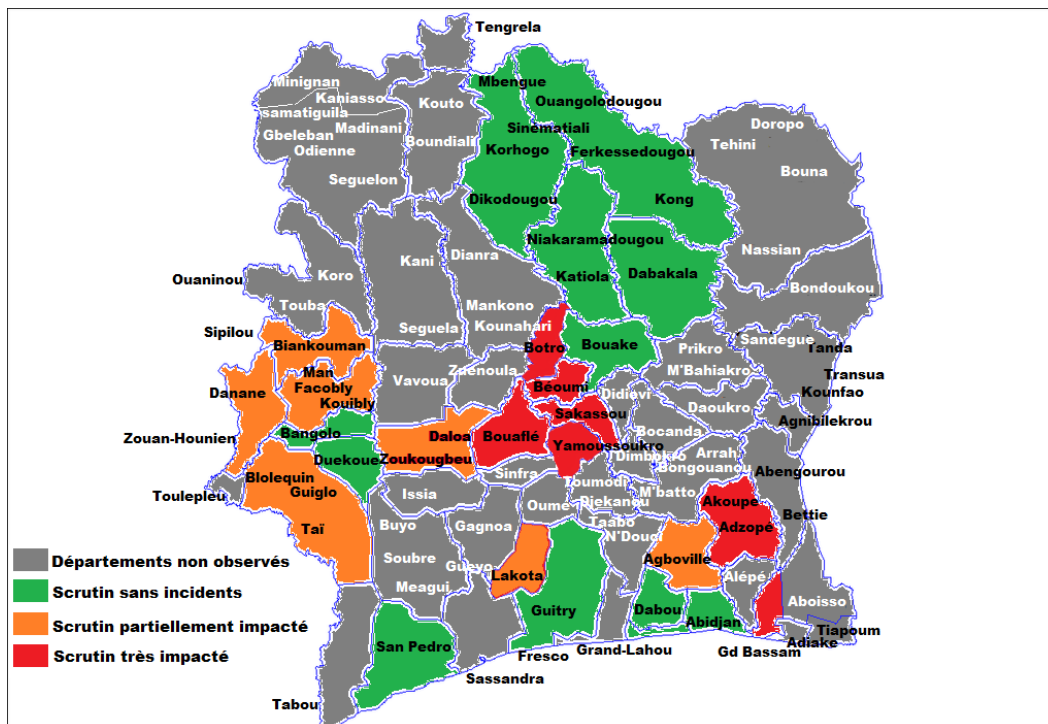 Tengrela
Minignan
Mbengue
Kaniasso
Kouto
Ouangolodougou
samatiguila
Doropo
Madinani
Sinématiali
Gbeleban
Boundiali
Tehini
Odienne
Korhogo
Ferkessedougou
Bouna
Seguelon
Dikodougou
Kong
Niakaramadougou
Dianra
Nassian
Kani
Koro
Ouaninou
Katiola
Dabakala
Bondoukou
Touba
Mankono
Sipilou
Seguela
Kounahari
Sandegue
Biankouman
Botro
Bouake
Prikro
Tanda
Zuenoula
M'Bahiakro
Transua
Man
Vavoua
Facobly
Béoumi
Danane
Kouibly
Didievi
Kounfao
Daoukro
Sakassou
Agnibilekrou
Zouan-Hounien
Bangolo
Daloa
Bouaflé
Bocanda
Yamoussoukro
Duekoue
Zoukougbeu
Dimbokro
Arrah
Bongouanou
Blolequin
Sinfra
Abengourou
Toumodi
Guiglo
Issia
M'batto
Toulepleu
Djekanou
Akoupe
Oumé
Bettie
Taï
Buyo
Gagnoa
Taabo
Adzopé
N'Douci
Départements non observés
Soubre
Agboville
Gueyo
Lakota
Alépé
Scrutin sans incidents
Meagui
Guitry
Dabou
Aboisso
Scrutin partiellement impacté
Abidjan
Tiapoum
San Pedro
Adiake
Scrutin très impacté
Fresco
Grand-Lahou
Gd Bassam
Sassandra
Tabou